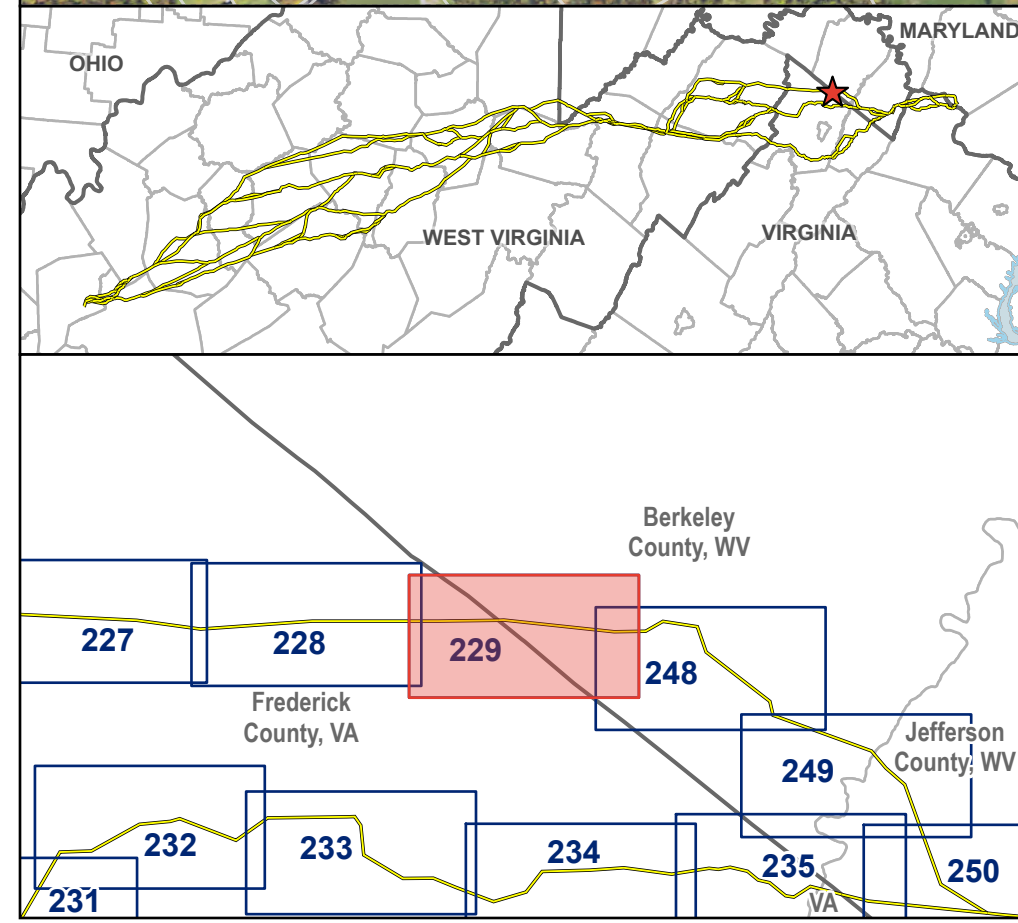 OHIO
MARYLAND
WEST VIRGINIA
VIRGINIA
Berkeley
County, WV
227
228
229
248
Frederick
County, VA
Jefferson
County, WV
249
232
233
234
235
250
231
VA